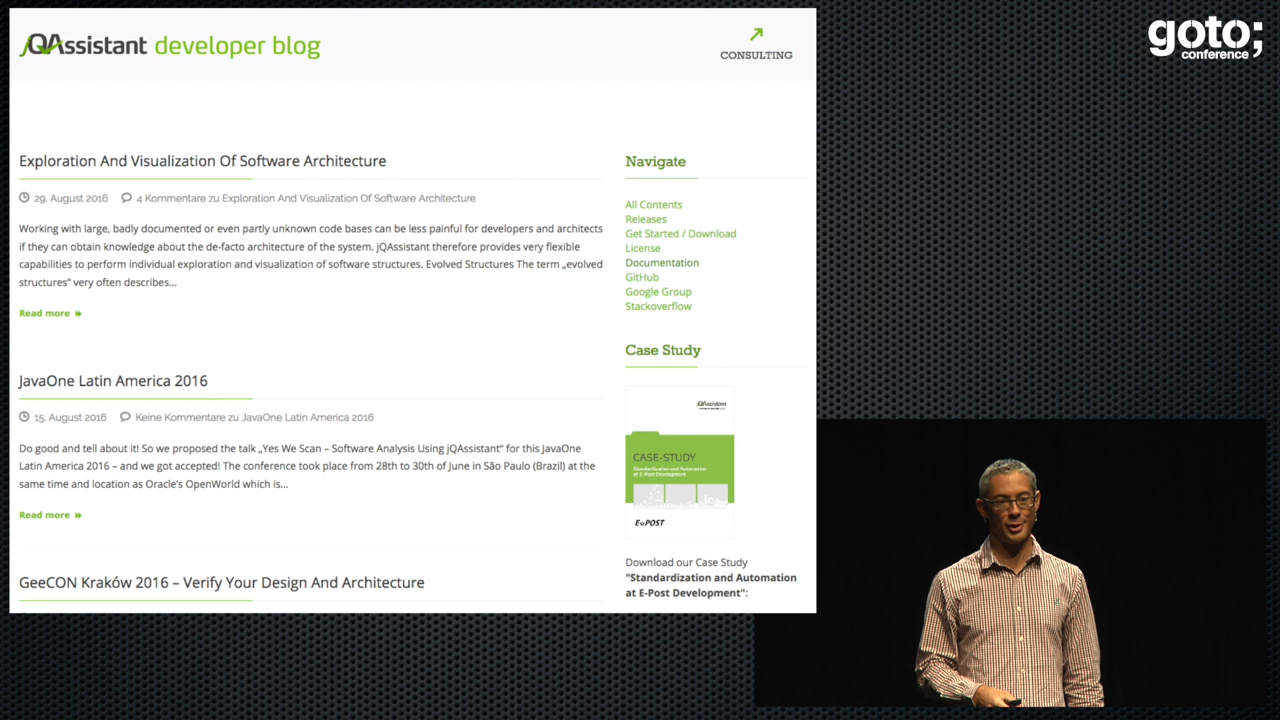 jQAssistant developer blog
CONSULTING
goto;
conference
Exploration And Visualization Of Software Architecture
29. August 2016 4 Kommentare zu Exploration And Visualization Of Software Architecture
Working with large, badly documented or even partly unknown code bases can be less painful for developers and architects
if they can obtain knowledge about the de-facto architecture of the system. jQAssistant therefore provides very flexible
capabilities to perform individual exploration and visualization of software structures. Evolved Structures The term „evolved
structures“ very often describes...
Read more
JavaOne Latin America 2016
15. August 2016 Keine Kommentare zu JavaOne Latin America 2016
Do good and tell about it! So we proposed the talk „Yes We Scan – Software Analysis Using jQAssistant“ for this JavaOne
Latin America 2016 – and we got accepted! The conference took place from 28th to 30th of June in São Paulo (Brazil) at the
same time and location as Oracle's OpenWorld which is...
Read more
GeeCON Kraków 2016 – Verify Your Design And Architecture
Navigate
All Contents
Releases
Get Started / Download
License
Documentation
GitHub
Google Group
Stackoverflow
Case Study
jQAssistant
CASE-STUDY
Standardization and Automation
at E-Post Development
E-POST
Download our Case Study
"Standardization and Automation
at E-Post Development":